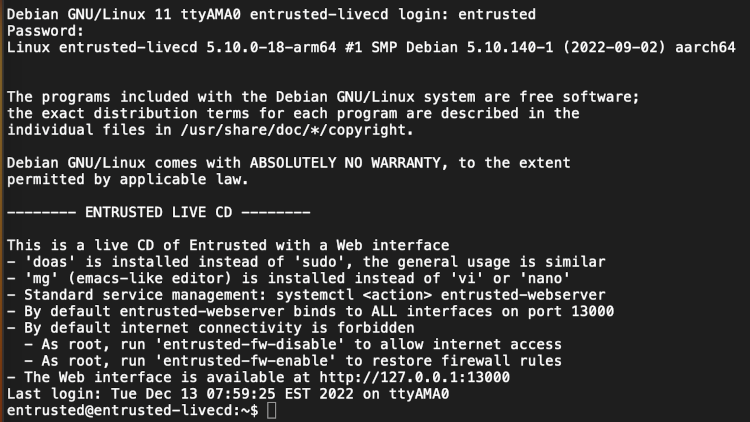 Debian GNU/Linux 11 ttyAMA0 entrusted-livecd login: entrusted
Password:
Linux entrusted-livecd 5.10.0-18-arm64 #1 SMP Debian 5.10.140-1 (2022-09-02) aarch64
The programs included with the Debian GNU/Linux system are free software;
the exact distribution terms for each program are described in the
individual files in /usr/share/doc/*/copyright.
Debian GNU/Linux comes with ABSOLUTELY NO WARRANTY, to the extent
permitted by applicable law.
-------- ENTRUSTED LIVE CD --------
This is a live CD of Entrusted with a Web interface
- 'doas' is installed instead of 'sudo', the general usage is similar
- 'mg' (emacs-like editor) is installed instead of 'vi' or 'nano'
- Standard service management: systemctl <action> entrusted-webserver
- By default entrusted-webserver binds to ALL interfaces on port 13000
- By default internet connectivity is forbidden
  - As root, run 'entrusted-fw-disable' to allow internet access
  - As root, run 'entrusted-fw-enable' to restore firewall rules
- The Web interface is available at http://127.0.0.1:13000
Last login: Tue Dec 13 07:59:25 EST 2022 on ttyAMA0
entrusted@entrusted-livecd:~$